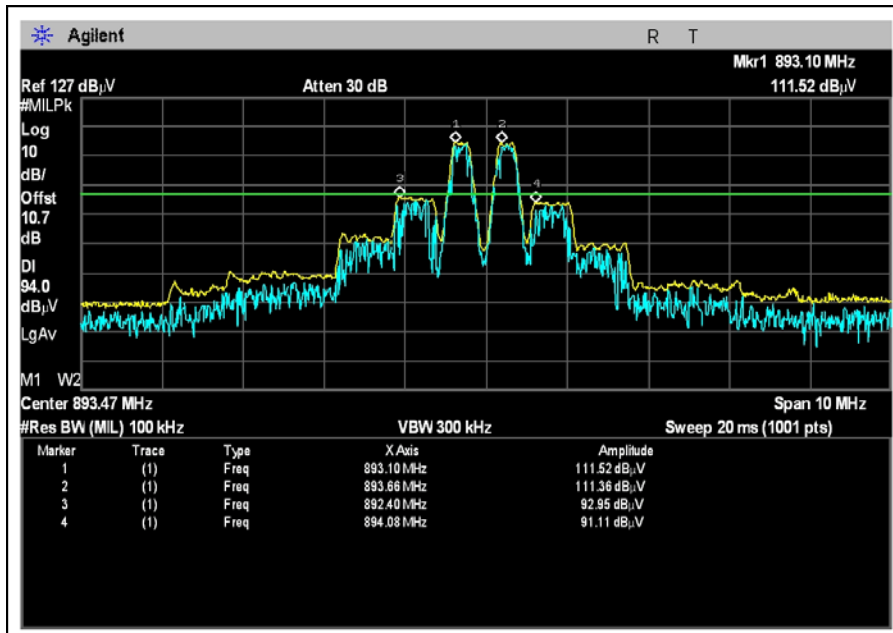 Agilent R T
Mkr1 893.10 MHz
Ref 127 dBµV Atten 30 dB 111.52 dBµV
#MILPk
Log
10
dB/
Offst
10.7
dB
DI
94.0
dBµV
LgAv
M1 W2
1 2
3 4
Center 893.47 MHz Span 10 MHz
#Res BW (MIL) 100 kHz VBW 300 kHz Sweep 20 ms (1001 pts)
Marker Trace Type X Axis Amplitude
1 (1) Freq 893.10 MHz 111.52 dBµV
2 (1) Freq 893.66 MHz 111.36 dBµV
3 (1) Freq 892.40 MHz 92.95 dBµV
4 (1) Freq 894.08 MHz 91.11 dBµV